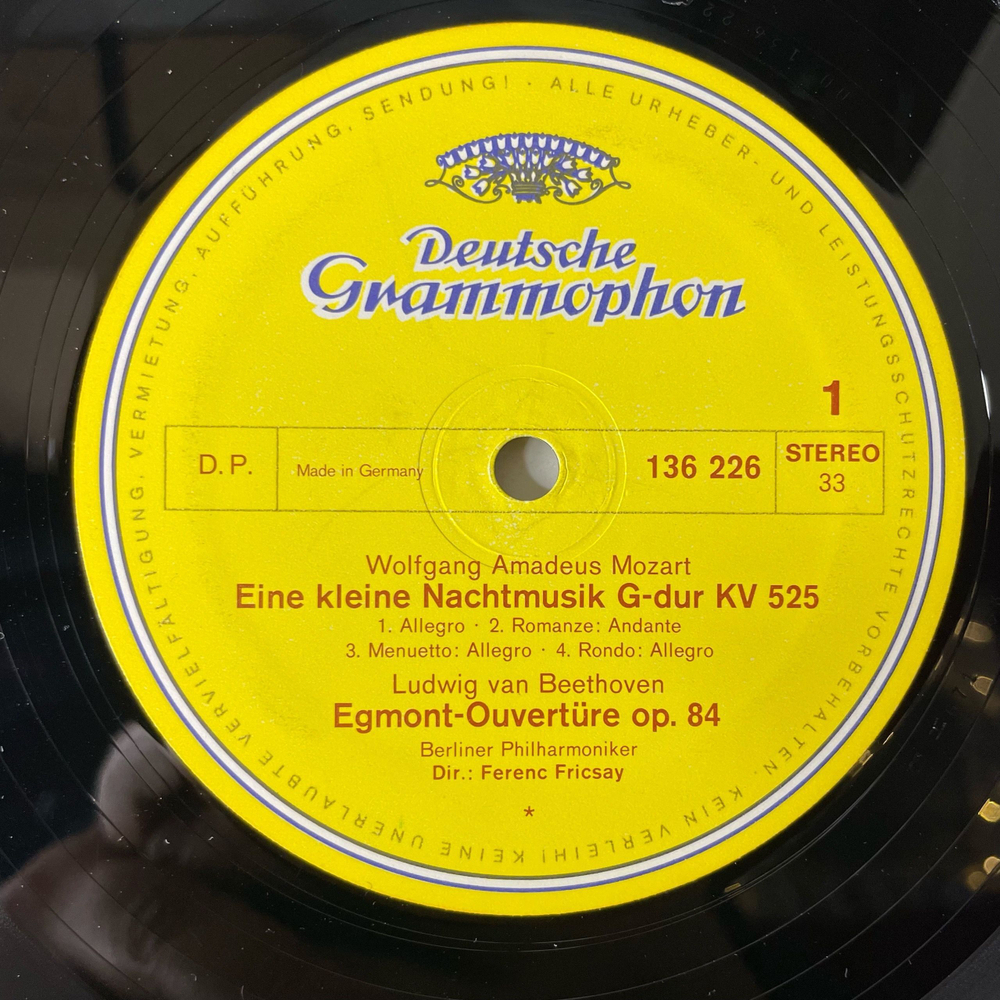 ALLE URHEBER- UND LEISTUNGSSCHUTZRECHTE VORBEHALTEN. KEIN VERLEIH! KEINE UNERLAUBTE VERVIELFÄLTIGUNG, VERMIETUNG, AUFFÜHRUNG, SENDUNG! ·
Deutsche
Grammophon
1
D. P.
Made in Germany
136 226
STEREO
33
Wolfgang Amadeus Mozart
Eine kleine Nachtmusik G-dur KV 525
1. Allegro · 2. Romanze: Andante
3. Menuetto: Allegro · 4. Rondo: Allegro
Ludwig van Beethoven
Egmont-Ouvertüre op. 84
Berliner Philharmoniker
Dir.: Ferenc Fricsay
*